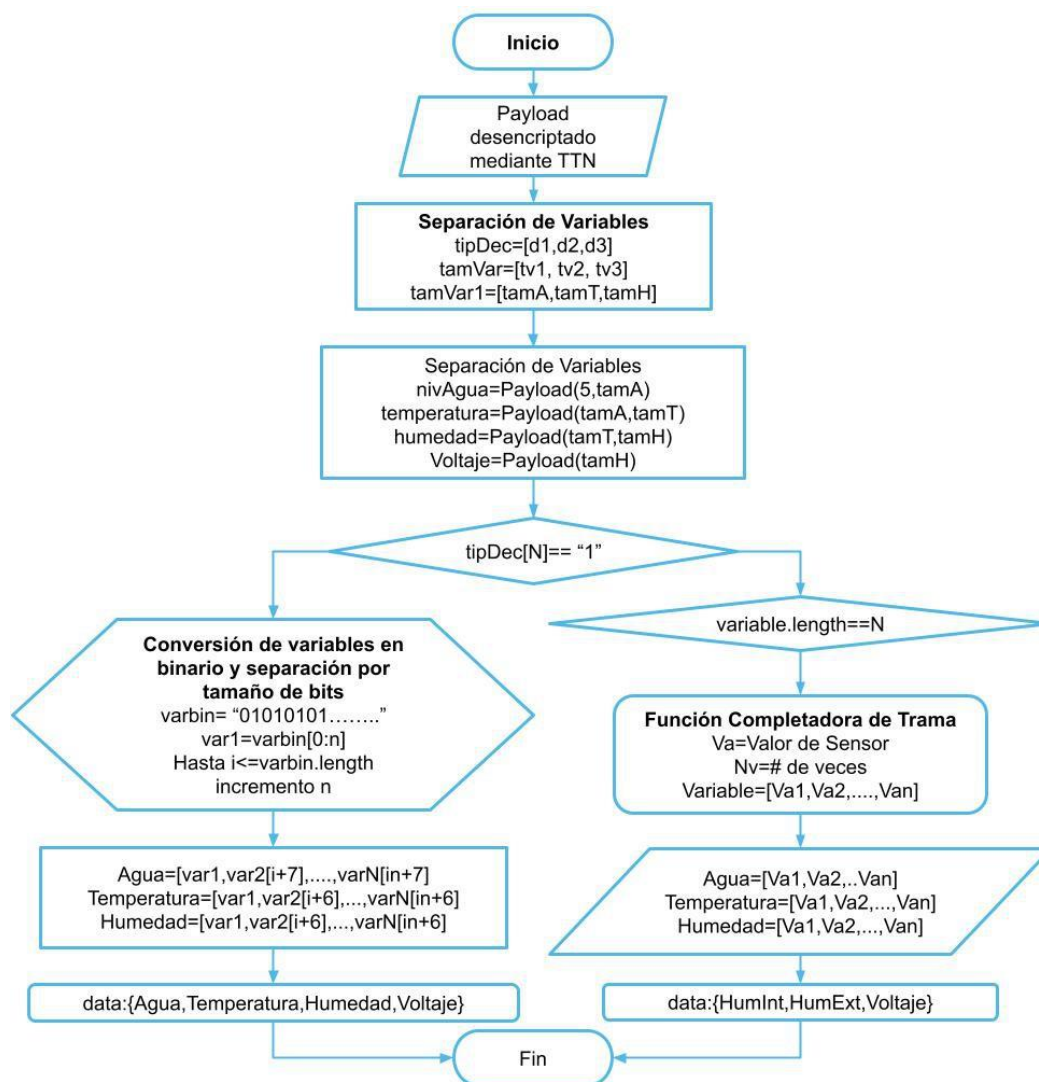 Inicio
Payload
desencriptado
mediante TTN
Separación de Variables
tipDec=[d1,d2,d3]
tamVar=[tv1, tv2, tv3]
tamVar1=[tamA,tamT,tamH]
Separación de Variables
nivAgua=Payload(5,tamA)
temperatura=Payload(tamA,tamT)
humedad=Payload(tamT,tamH)
Voltaje=Payload(tamH)
tipDec[N]== “1”
Conversión de variables en
binario y separación por
tamaño de bits
varbin= “01010101……..”
var1=varbin[0:n]
Hasta i<=varbin.length
incremento n
Agua=[var1,var2[i+7],....,varN[in+7]
Temperatura=[var1,var2[i+6],...,varN[in+6]
Humedad=[var1,var2[i+6],...,varN[in+6]
data:{Agua,Temperatura,Humedad,Voltaje}
variable.length==N
Función Completadora de Trama
Va=Valor de Sensor
Nv=# de veces
Variable=[Va1,Va2,....,Van]
Agua=[Va1,Va2,..Van]
Temperatura=[Va1,Va2,...,Van]
Humedad=[Va1,Va2,...,Van]
data:{HumInt,HumExt,Voltaje}
Fin